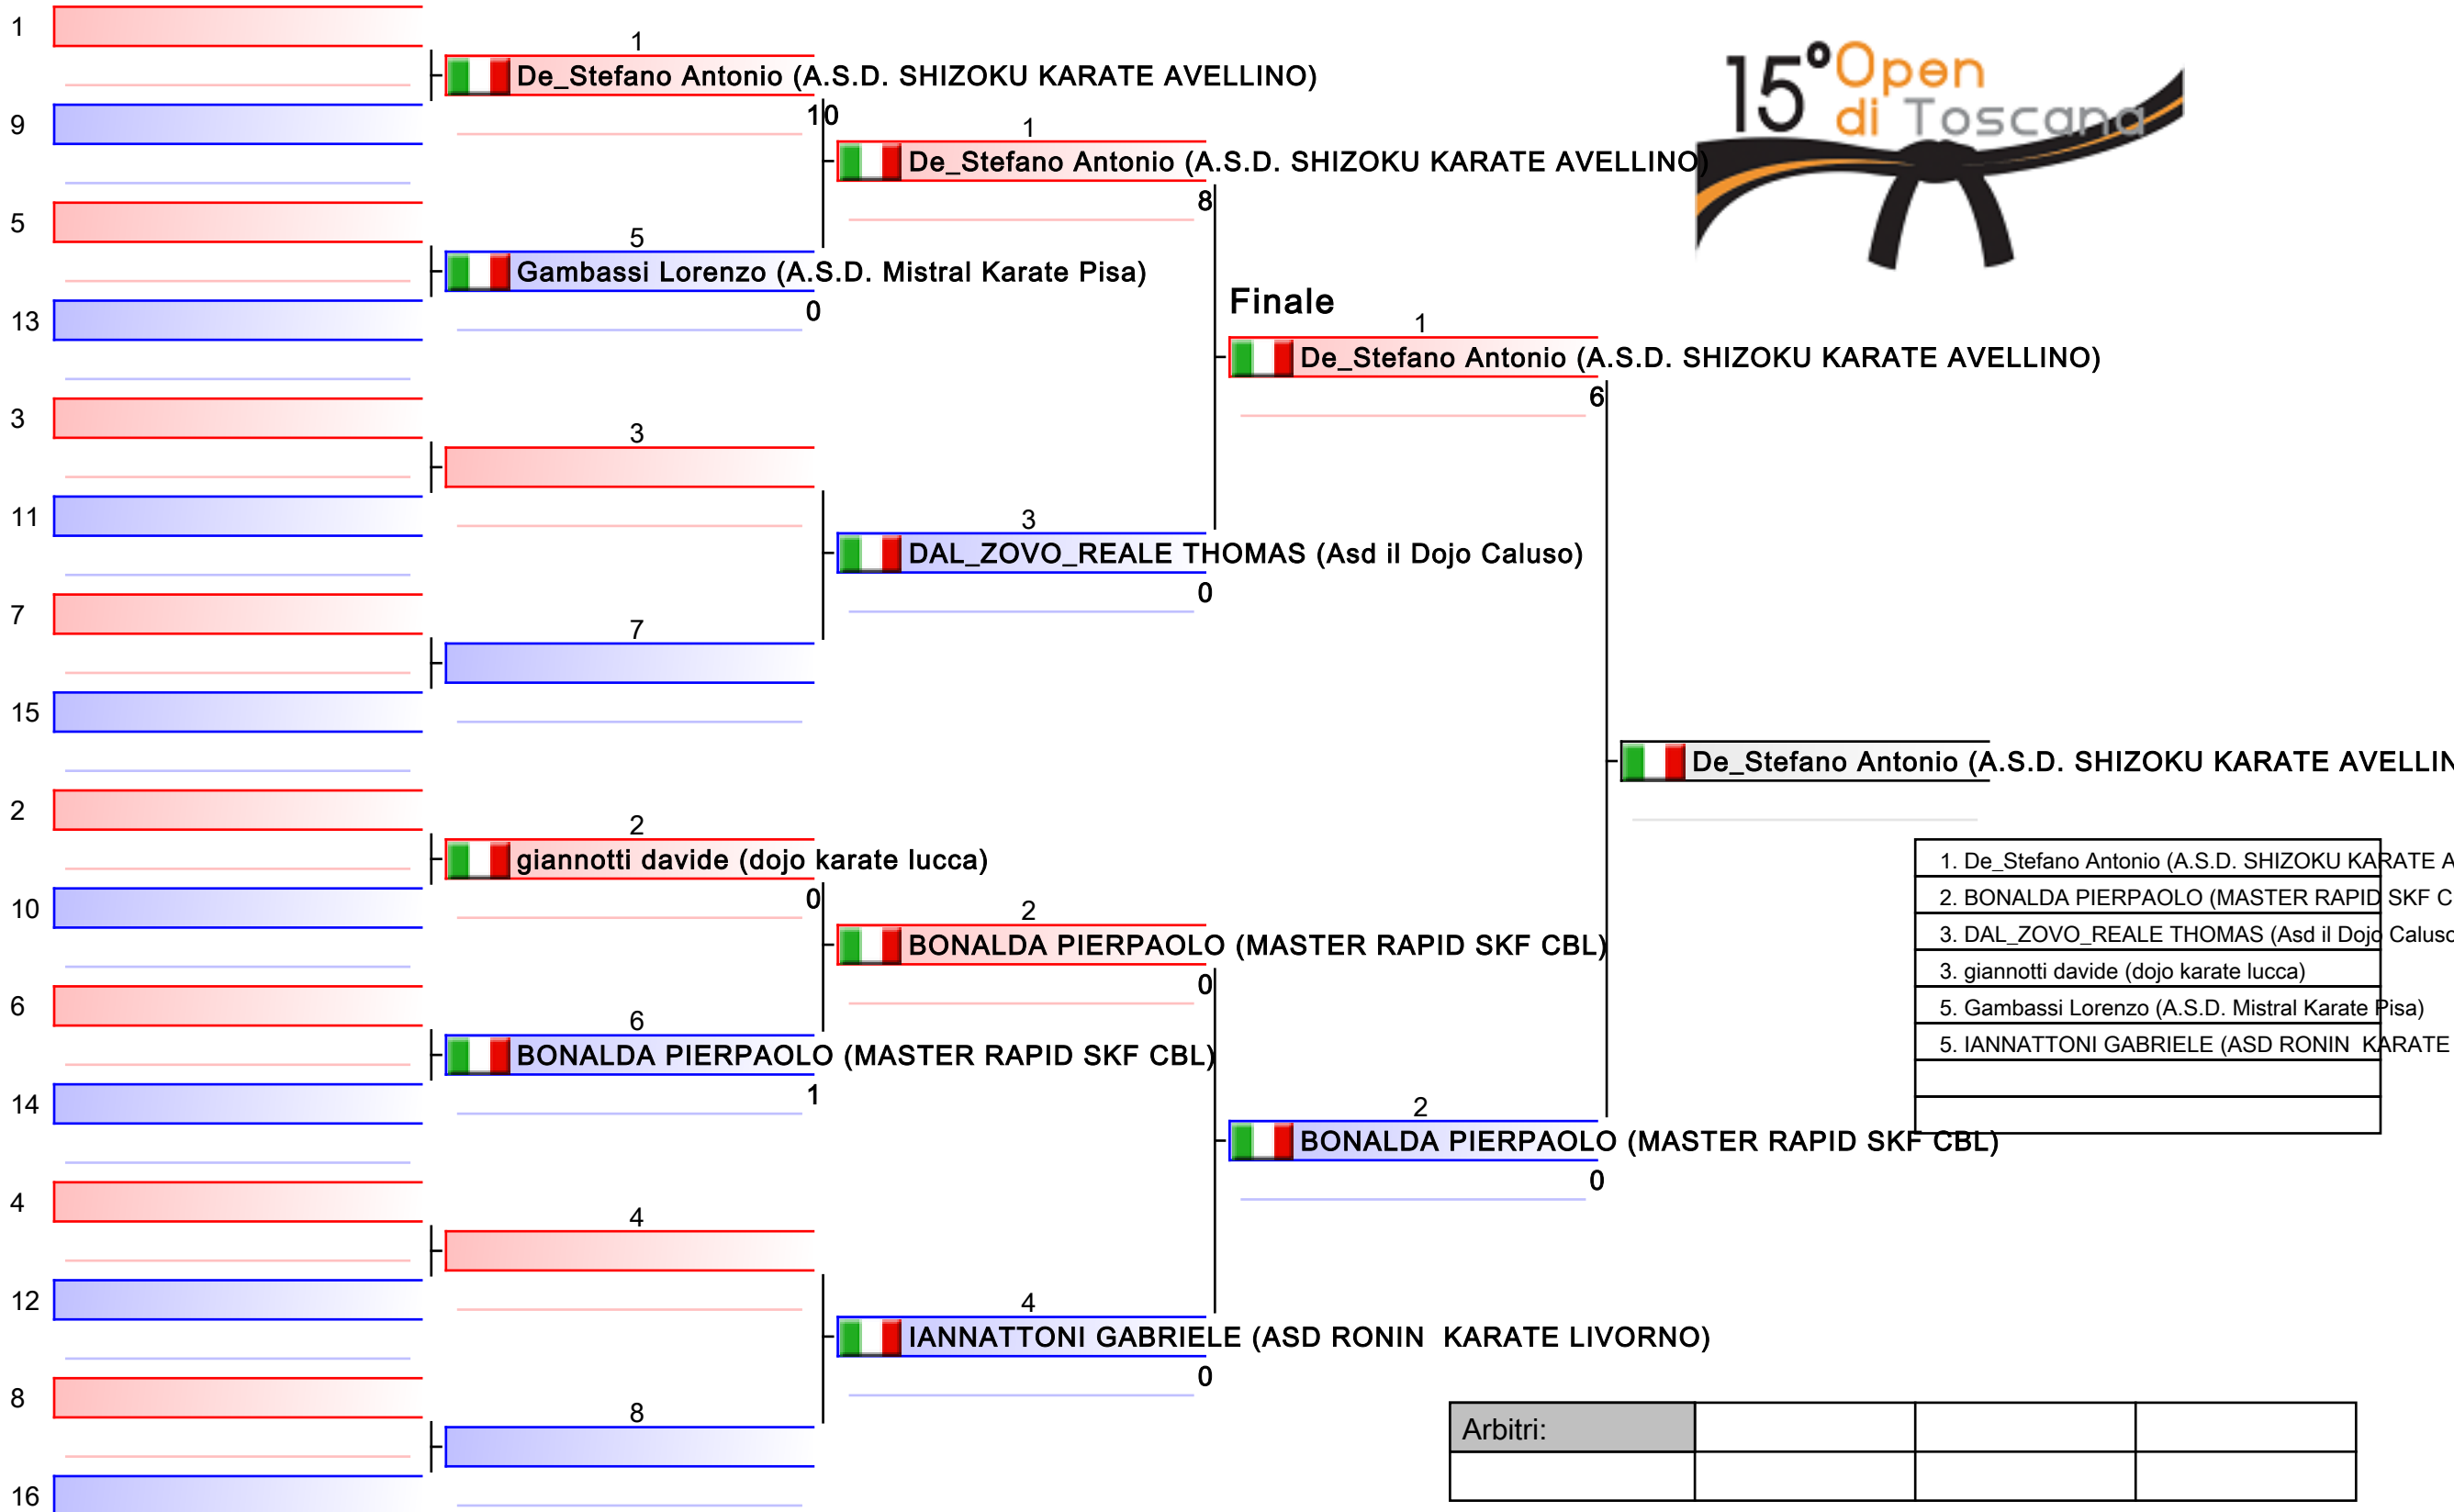 1
9
5
13
3
11
7
15
2
10
6
14
4
12
8
16
1
De_Stefano Antonio (A.S.D. SHIZOKU KARATE AVELLINO)
10
5
Gambassi Lorenzo (A.S.D. Mistral Karate Pisa)
0
3
7
2
giannotti davide (dojo karate lucca)
0
6
BONALDA PIERPAOLO (MASTER RAPID SKF CBL)
1
4
8
1
De_Stefano Antonio (A.S.D. SHIZOKU KARATE AVELLINO)
8
3
DAL_ZOVO_REALE THOMAS (Asd il Dojo Caluso)
0
2
BONALDA PIERPAOLO (MASTER RAPID SKF CBL)
0
4
IANNATTONI GABRIELE (ASD RONIN  KARATE LIVORNO)
0
Finale
1
De_Stefano Antonio (A.S.D. SHIZOKU KARATE AVELLINO)
6
2
BONALDA PIERPAOLO (MASTER RAPID SKF CBL)
0
15° Open
di Toscana
De_Stefano Antonio (A.S.D. SHIZOKU KARATE AVELLIN
1. De_Stefano Antonio (A.S.D. SHIZOKU KARATE A
2. BONALDA PIERPAOLO (MASTER RAPID SKF C
3. DAL_ZOVO_REALE THOMAS (Asd il Dojo Caluso
3. giannotti davide (dojo karate lucca)
5. Gambassi Lorenzo (A.S.D. Mistral Karate Pisa)
5. IANNATTONI GABRIELE (ASD RONIN  KARATE
Arbitri: